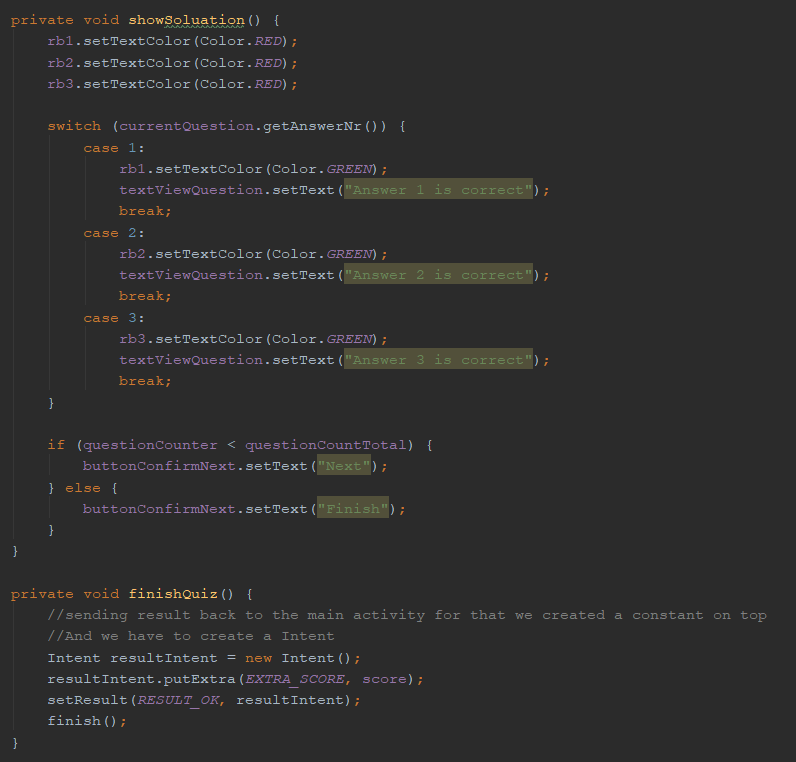 private void showSoluation() {
    rb1.setTextColor(Color.RED);
    rb2.setTextColor(Color.RED);
    rb3.setTextColor(Color.RED);

    switch (currentQuestion.getAnswerNr()) {
        case 1:
            rb1.setTextColor(Color.GREEN);
            textViewQuestion.setText("Answer 1 is correct");
            break;
        case 2:
            rb2.setTextColor(Color.GREEN);
            textViewQuestion.setText("Answer 2 is correct");
            break;
        case 3:
            rb3.setTextColor(Color.GREEN);
            textViewQuestion.setText("Answer 3 is correct");
            break;
    }

    if (questionCounter < questionCountTotal) {
        buttonConfirmNext.setText("Next");
    } else {
        buttonConfirmNext.setText("Finish");
    }
}

private void finishQuiz() {
    //sending result back to the main activity for that we created a constant on top
    //And we have to create a Intent
    Intent resultIntent = new Intent();
    resultIntent.putExtra(EXTRA_SCORE, score);
    setResult(RESULT_OK, resultIntent);
    finish();
}